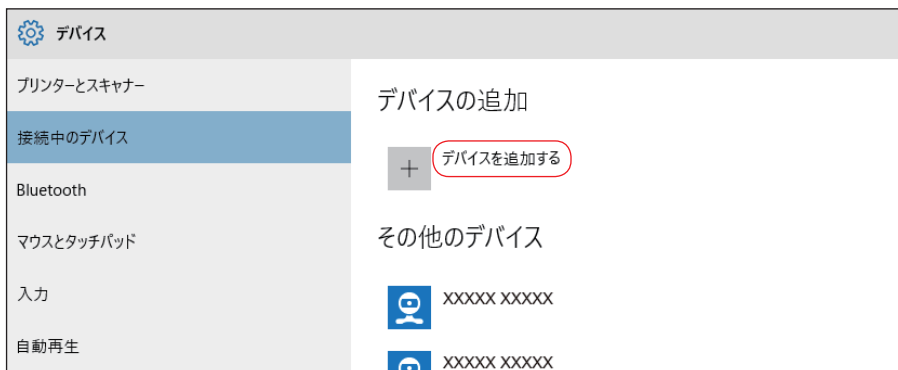 デバイス
プリンターとスキャナー
接続中のデバイス
Bluetooth
マウスとタッチパッド
入力
自動再生
デバイスの追加
デバイスを追加する
その他のデバイス
XXXXX XXXXX
XXXXX XXXXX